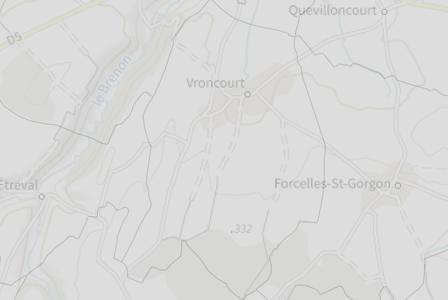 Quevilloncourt
D5
le Brénon
Vroncourt
Étreval
Forcelles-St-Gorgon
.332